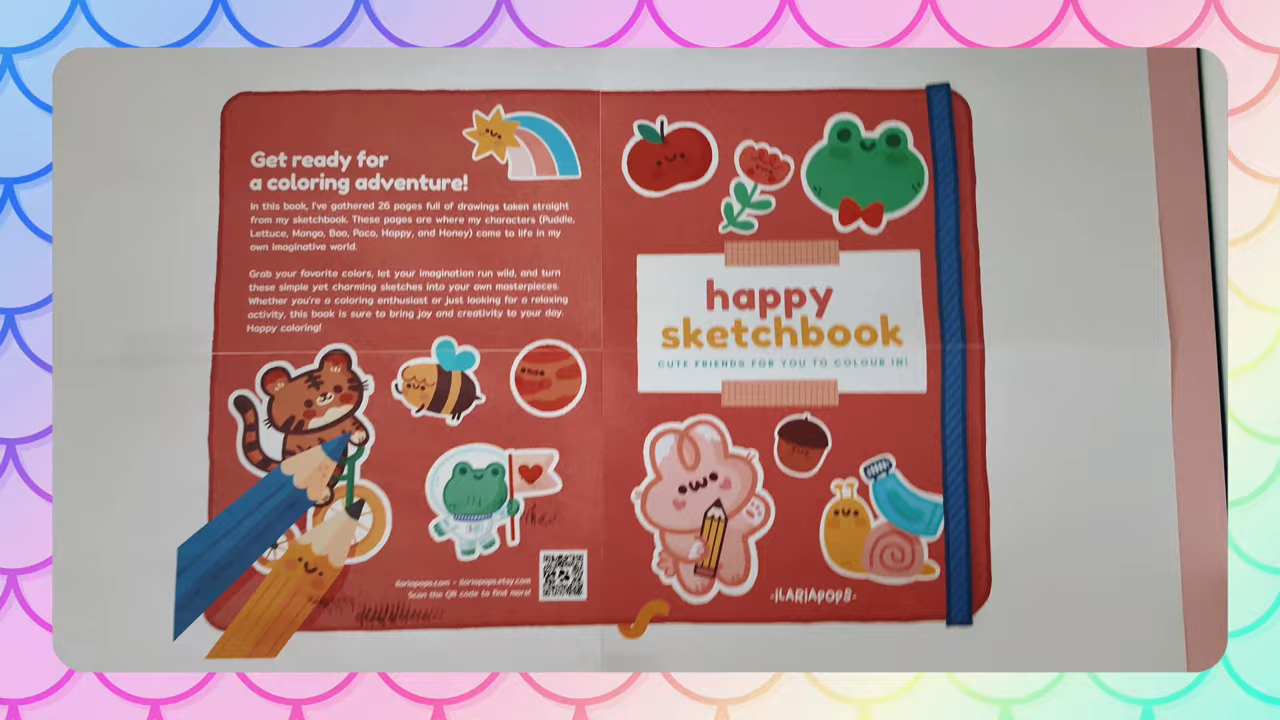 Get ready for
a coloring adventure!
In this book, I've gathered 26 pages full of drawings taken straight
from my sketchbook. These pages are where my characters (Puddle,
Lettuce, Mango, Boo, Paco, Happy, and Honey) come to life in my
own imaginative world.
Grab your favorite colors, let your imagination run wild, and turn
these simple yet charming sketches into your own masterpieces.
Whether you're a coloring enthusiast or just looking for a relaxing
activity, this book is sure to bring joy and creativity to your day.
Happy coloring!
ilariapops.com - ilariapops.etsy.com
Scan the QR code to find more!
happy
sketchbook
CUTE FRIENDS FOR YOU TO COLOUR IN!
-ILARIAPOPS-